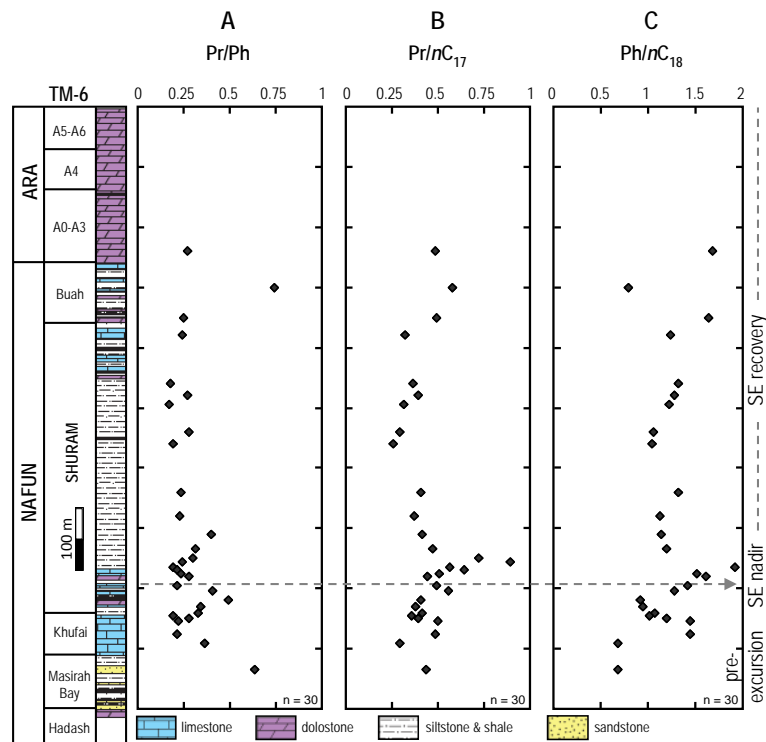 A B C
Pr/Ph Pr/nC17 Ph/nC18
TM-6
0 0.25 0.5 0.75 1
0 0.25 0.5 0.75 1
0 0.5 1 1.5 2
ARA
A5-A6
A4
A0-A3
NAFUN
Buah
SHURAM
100 m
Khufai
Masirah
Bay
Hadash
SE recovery
SE nadir
pre-
excursion
n = 30
n = 30
n = 30
limestone dolostone siltstone & shale sandstone